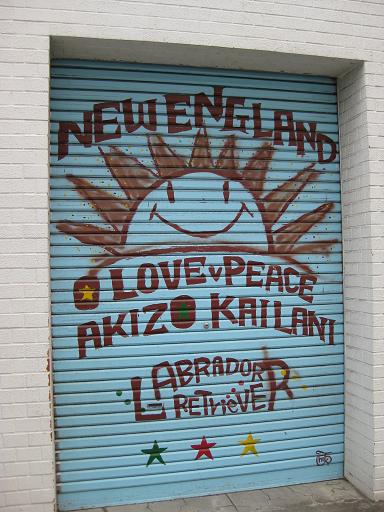 NEW ENGLAND
LOVE v PEACE
AKIZO KAILANI
LABRADOR
RETRIEVER